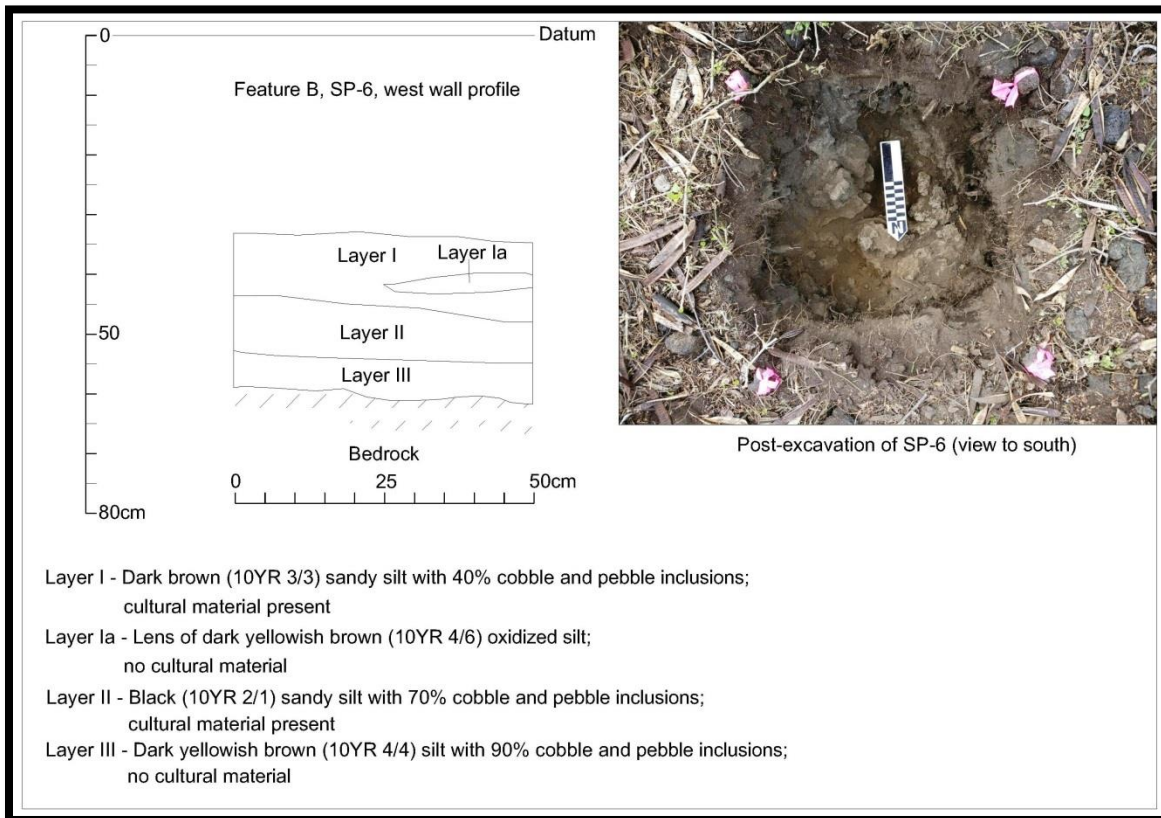 0
Datum
Feature B, SP-6, west wall profile
Layer I
Layer Ia
Layer II
50
Layer III
Bedrock
0 25 50cm
80cm
Post-excavation of SP-6 (view to south)
Layer I - Dark brown (10YR 3/3) sandy silt with 40% cobble and pebble inclusions;
cultural material present
Layer Ia - Lens of dark yellowish brown (10YR 4/6) oxidized silt;
no cultural material
Layer II - Black (10YR 2/1) sandy silt with 70% cobble and pebble inclusions;
cultural material present
Layer III - Dark yellowish brown (10YR 4/4) silt with 90% cobble and pebble inclusions;
no cultural material